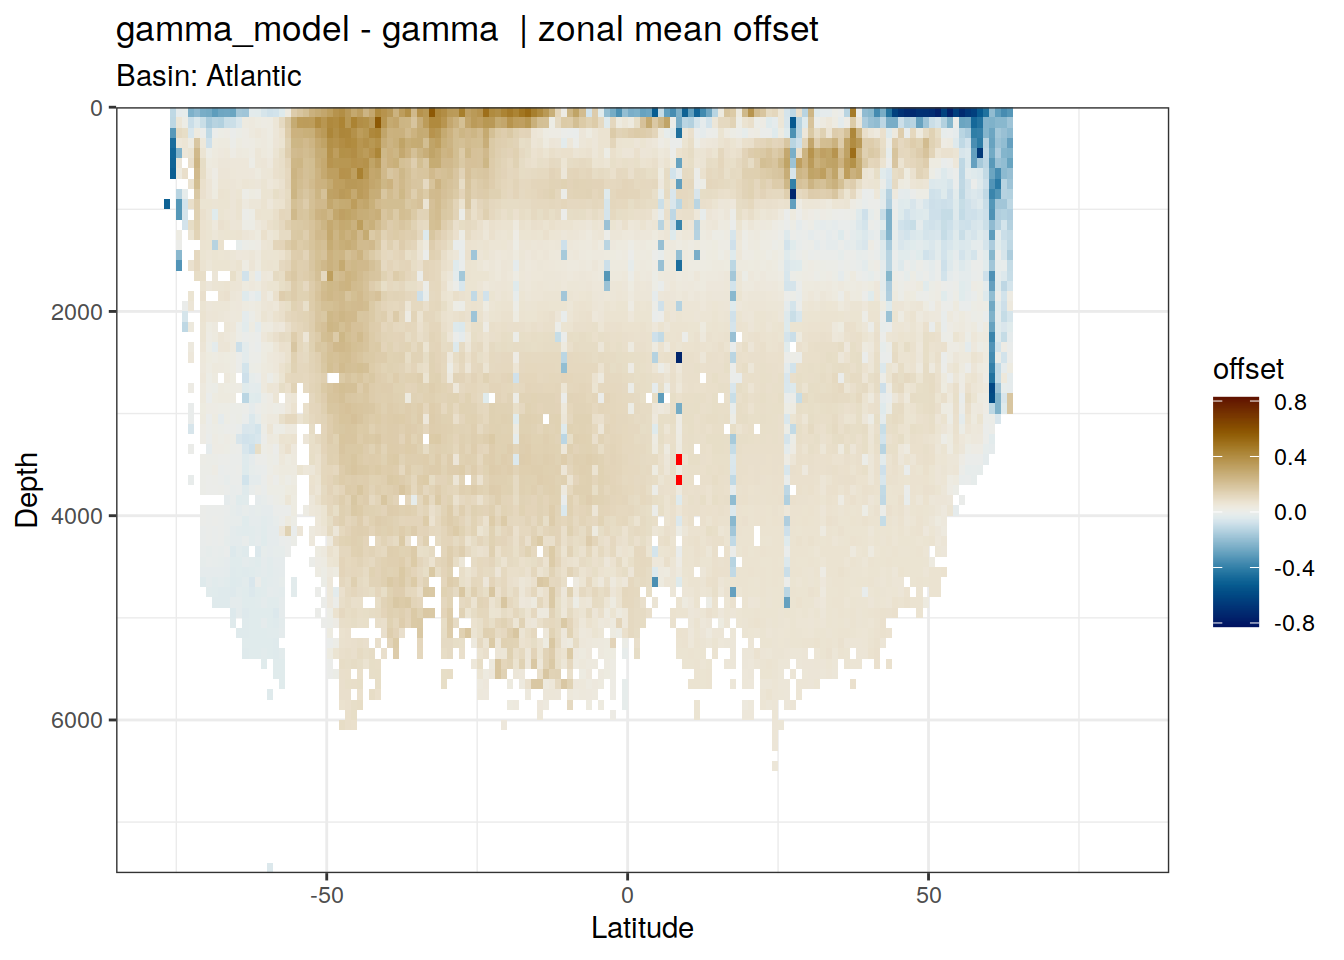 gamma_model - gamma | zonal mean offset
Basin: Atlantic
0
2000
4000
6000
Depth
-50
0
50
Latitude
offset
0.8
0.4
0.0
-0.4
-0.8